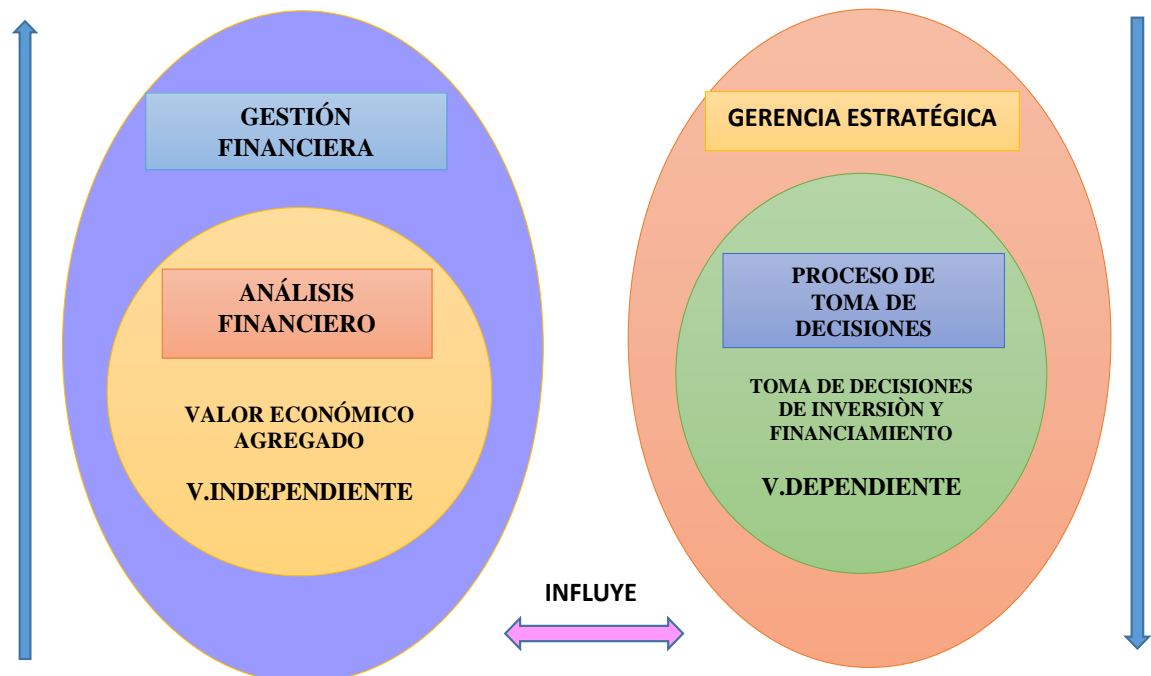 GESTIÓN
FINANCIERA
ANÁLISIS
FINANCIERO
VALOR ECONÓMICO
AGREGADO
V.INDEPENDIENTE
GERENCIA ESTRATÉGICA
PROCESO DE
TOMA DE
DECISIONES
TOMA DE DECISIONES
DE INVERSIÒN Y
FINANCIAMIENTO
V.DEPENDIENTE
INFLUYE